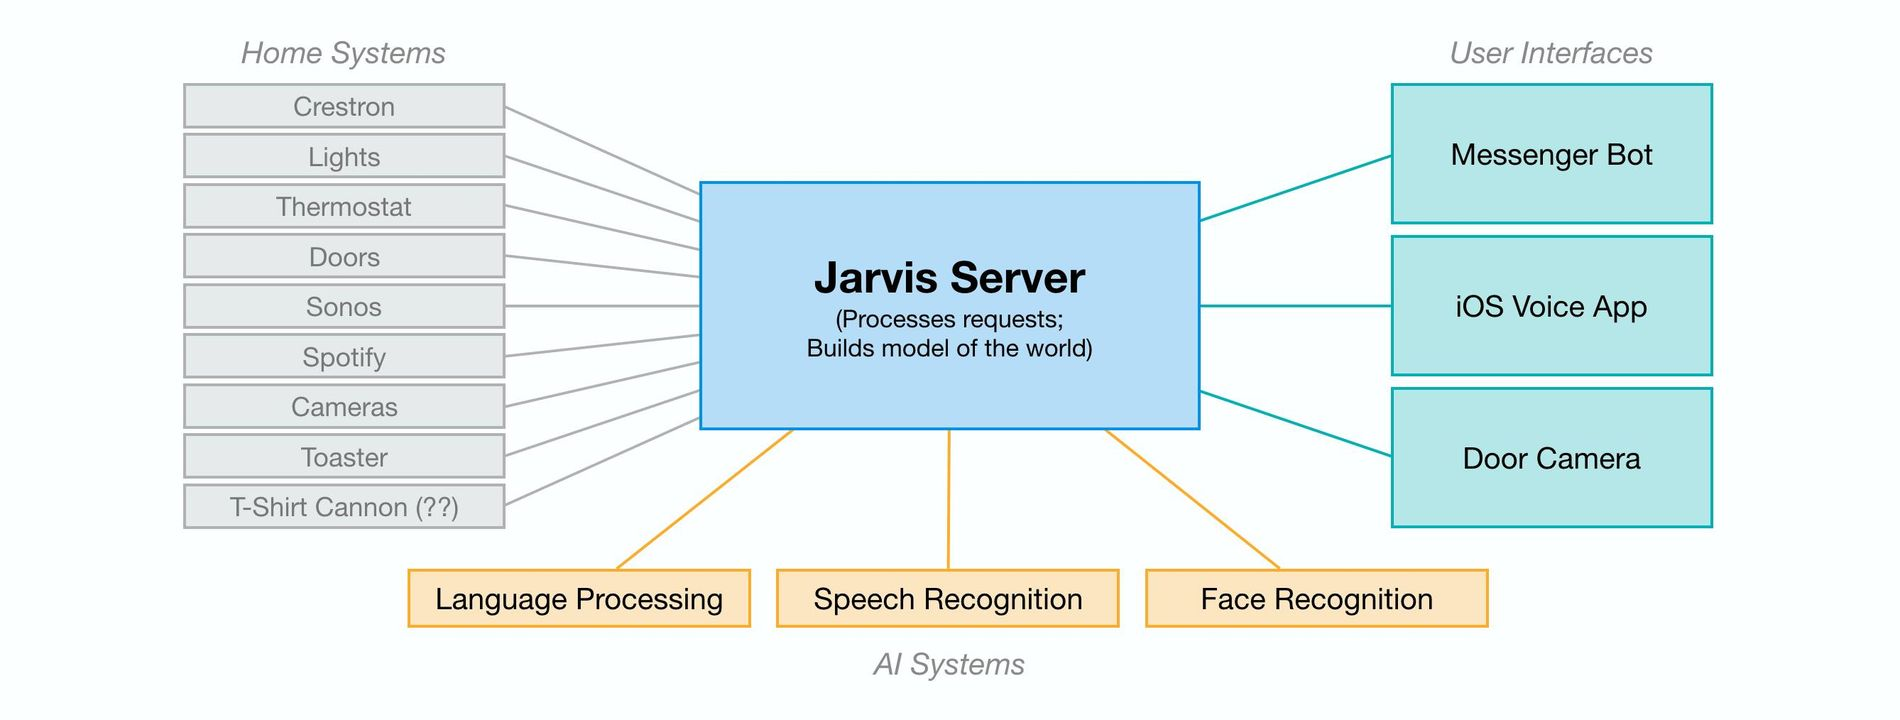 Home Systems
Crestron
Lights
Thermostat
Doors
Sonos
Spotify
Cameras
Toaster
T-Shirt Cannon (??)
Jarvis Server
(Processes requests;
Builds model of the world)
User Interfaces
Messenger Bot
iOS Voice App
Door Camera
Language Processing
Speech Recognition
Face Recognition
AI Systems